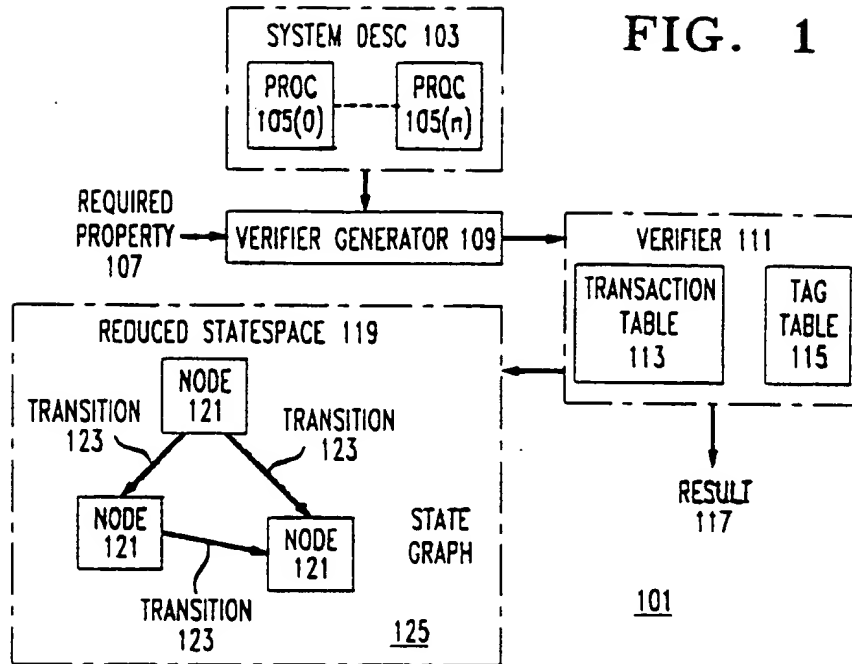 FIG. 1
SYSTEM DESC 103
PROC
105(0)
PROC
105(n)
REQUIRED
PROPERTY
107
VERIFIER GENERATOR 109
VERIFIER 111
TRANSACTION
TABLE
113
TAG
TABLE
115
RESULT
117
REDUCED STATESPACE 119
NODE
121
TRANSITION
123
TRANSITION
123
NODE
121
NODE
121
TRANSITION
123
STATE
GRAPH
125
101